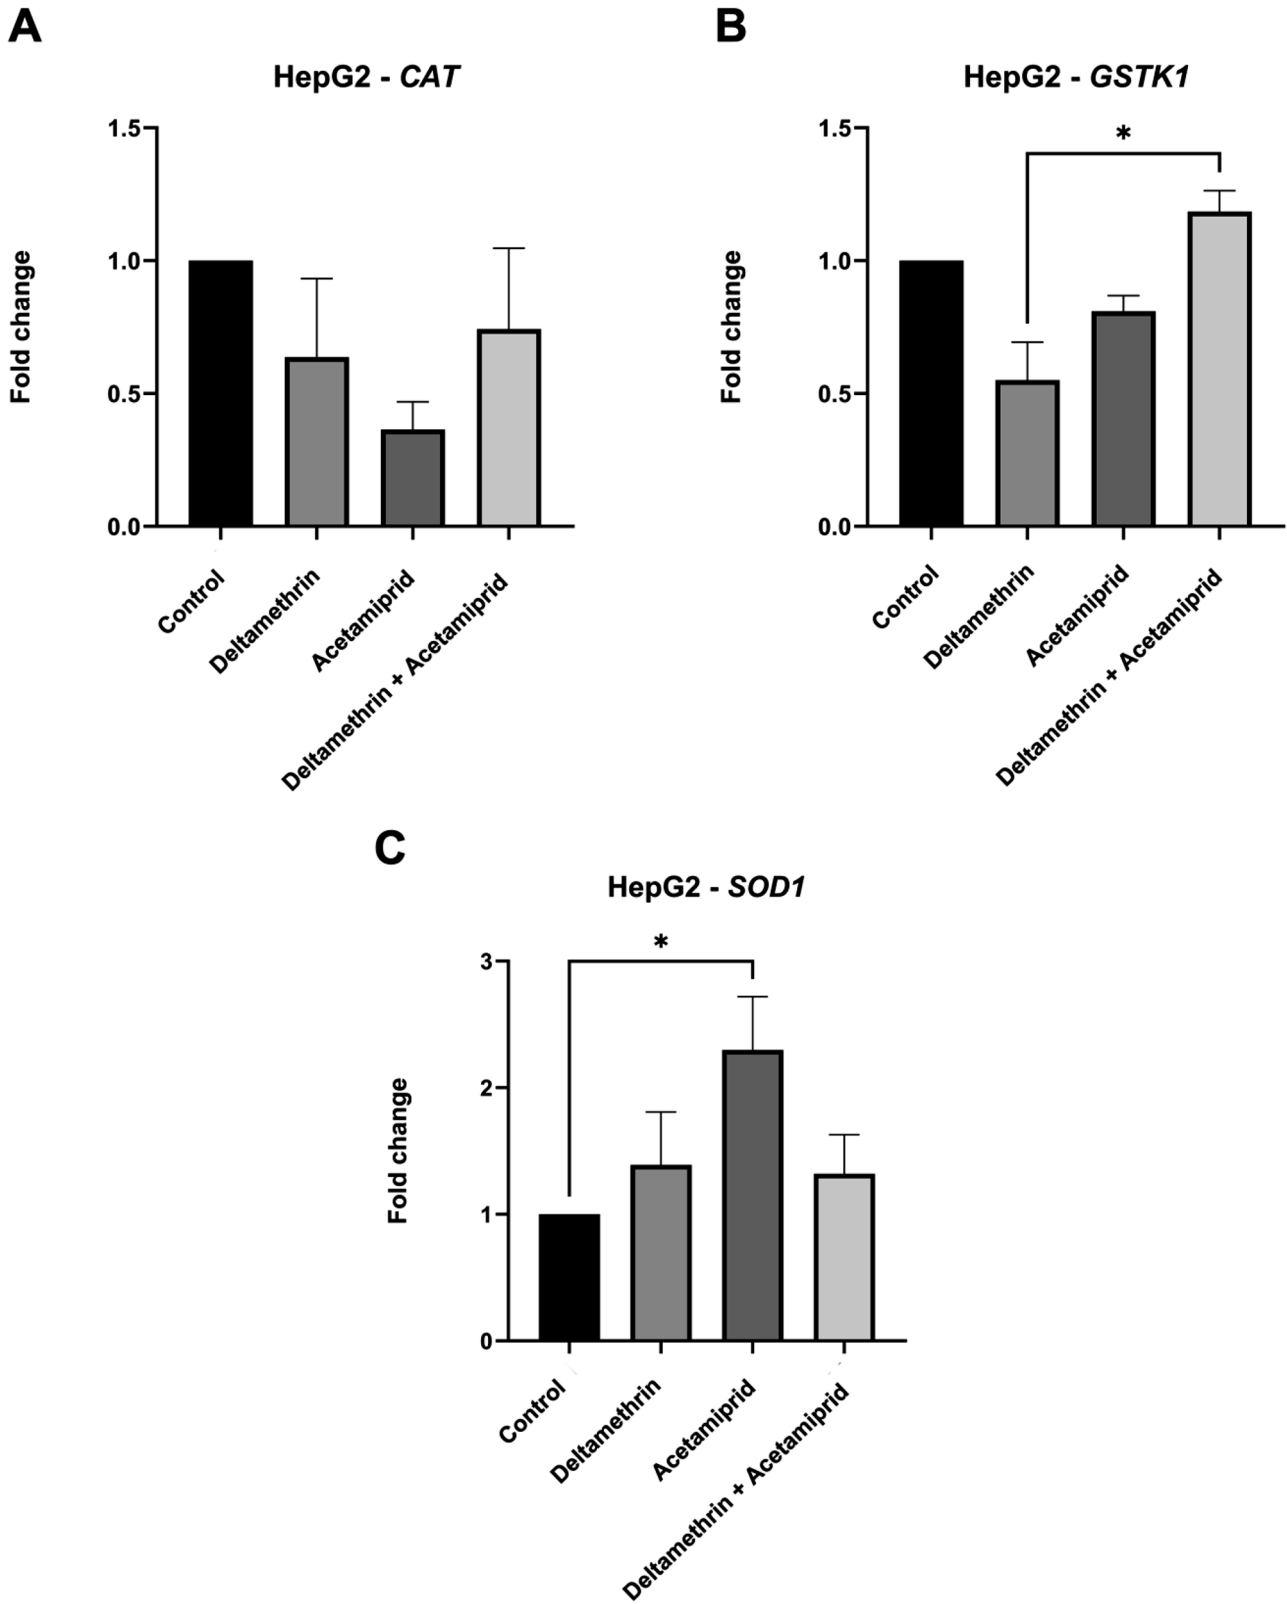 A
HepG2 - CAT
Fold change
1.5
1.0
0.5
0.0
Control
Deltamethrin
Acetamiprid
Deltamethrin + Acetamiprid
B
HepG2 - GSTK1
Fold change
1.5
1.0
0.5
0.0
*
Control
Deltamethrin
Acetamiprid
Deltamethrin + Acetamiprid
C
HepG2 - SOD1
Fold change
3
2
1
0
*
Control
Deltamethrin
Acetamiprid
Deltamethrin + Acetamiprid